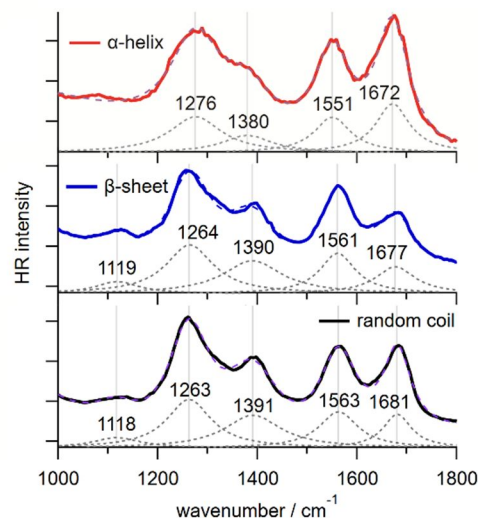 α-helix
1276
1380
1551
1672
β-sheet
1119
1264
1390
1561
1677
HR intensity
random coil
1118
1263
1391
1563
1681
1000 1200 1400 1600 1800
wavenumber / cm⁻¹